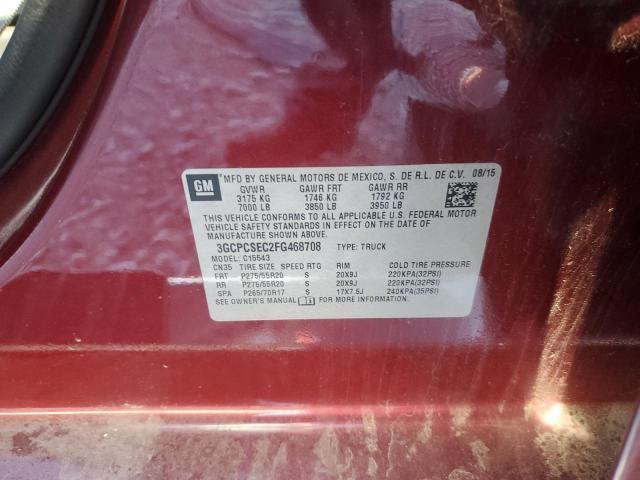 GM
MFD BY GENERAL MOTORS DE MEXICO, S. DE R.L. DE C.V. 08/15
GVWR GAWR FRT GAWR RR
3175 KG 1746 KG 1792 KG
7000 LB 3850 LB 3950 LB
THIS VEHICLE CONFORMS TO ALL APPLICABLE U.S. FEDERAL MOTOR
VEHICLE SAFETY STANDARDS IN EFFECT ON THE DATE OF
MANUFACTURE SHOWN ABOVE.
3GCPCSEC2FG468708 TYPE: TRUCK
MODEL: C15543
CN35 TIRE SIZE SPEED RTG RIM COLD TIRE PRESSURE
FRT P275/55R20 S 20X9J 220KPA(32PSI)
RR P275/55R20 S 20X9J 220KPA(32PSI)
SPA P265/70R17 S 17X7.5J 240KPA(35PSI)
SEE OWNER'S MANUAL FOR MORE INFORMATION.